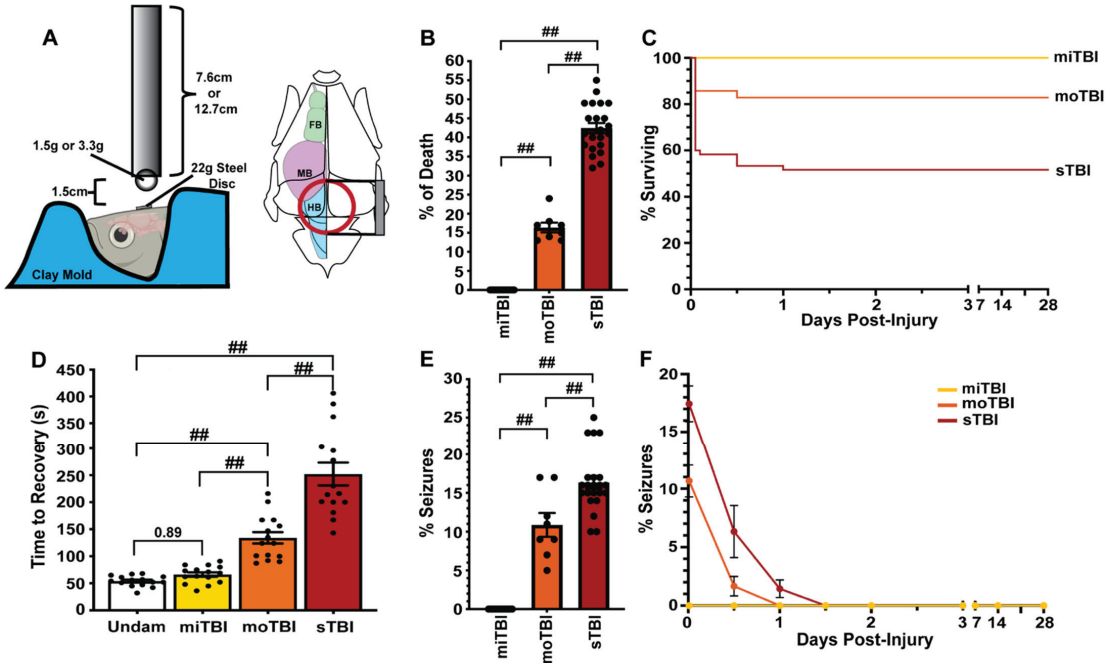 A
7.6cm
or
12.7cm
1.5g or 3.3g
22g Steel
Disc
1.5cm
Clay Mold
FB
MB
HB
B
##
##
##
% of Death
60
55
50
45
40
35
30
25
20
15
10
5
0
miTBI
moTBI
sTBI
C
% Surviving
100
80
60
40
20
0
miTBI
moTBI
sTBI
0
1
2
3
7
14
28
Days Post-Injury
D
##
##
##
##
0.89
Time to Recovery (s)
450
400
350
300
250
200
150
100
50
0
Undam
miTBI
moTBI
sTBI
E
##
##
##
% Seizures
30
25
20
15
10
5
0
miTBI
moTBI
sTBI
F
% Seizures
20
15
10
5
0
miTBI
moTBI
sTBI
0
1
2
3
7
14
28
Days Post-Injury